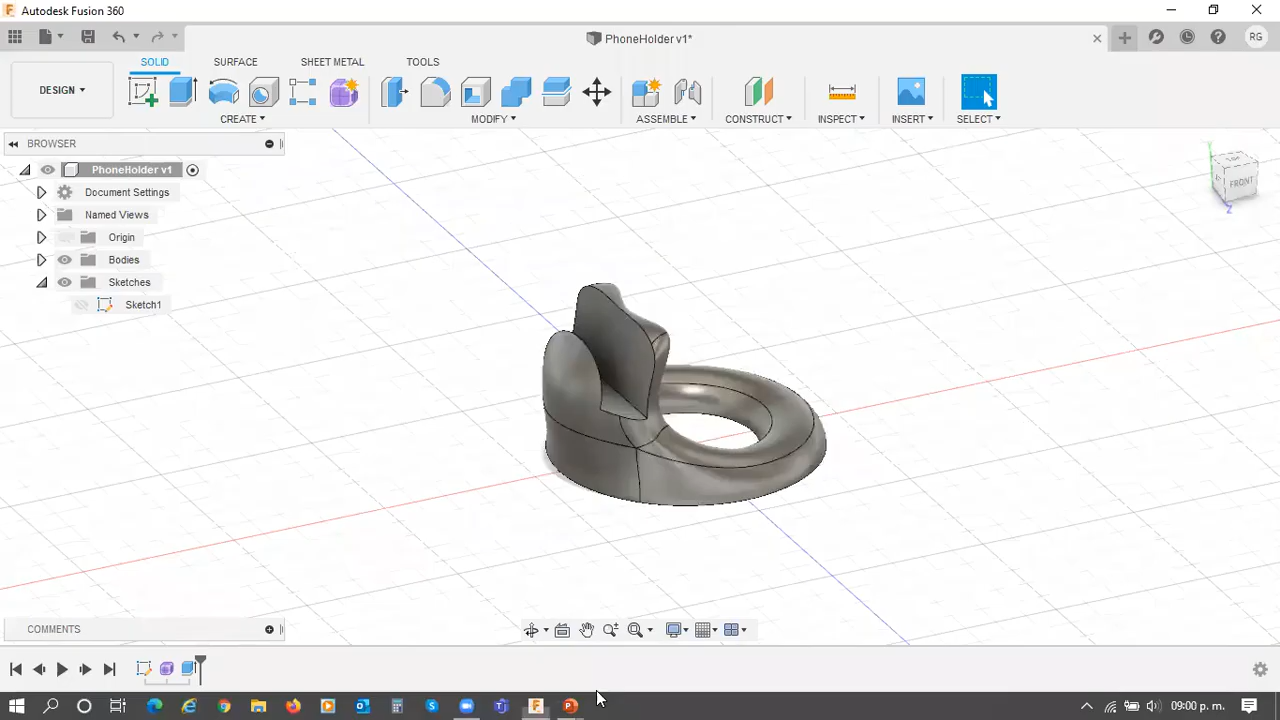 Autodesk Fusion 360
PhoneHolder v1*
RG
DESIGN
SOLID SURFACE SHEET METAL TOOLS
CREATE MODIFY ASSEMBLE CONSTRUCT INSPECT INSERT SELECT
BROWSER
PhoneHolder v1
Document Settings
Named Views
Origin
Bodies
Sketches
Sketch1
TOP
FRONT
Z
COMMENTS
09:00 p. m.